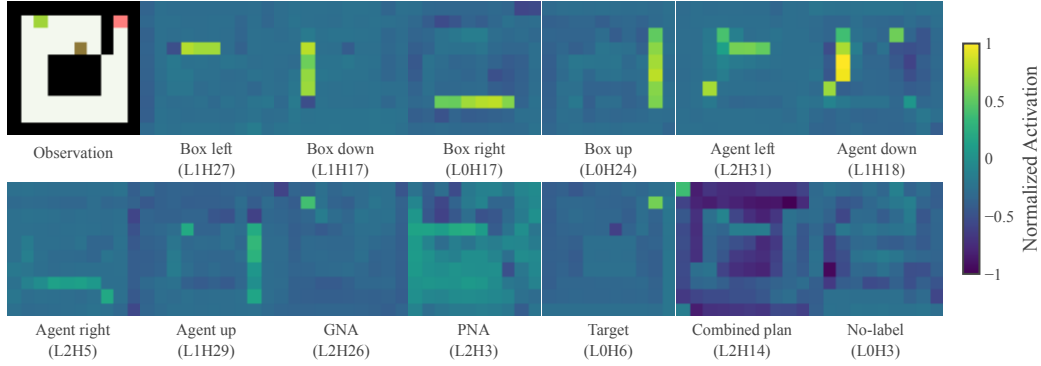 Observation
Box left
(L1H27)
Box down
(L1H17)
Box right
(L0H17)
Box up
(L0H24)
Agent left
(L2H31)
Agent down
(L1H18)
Agent right
(L2H5)
Agent up
(L1H29)
GNA
(L2H26)
PNA
(L2H3)
Target
(L0H6)
Combined plan
(L2H14)
No-label
(L0H3)
1
0.5
0
−0.5
−1
Normalized Activation